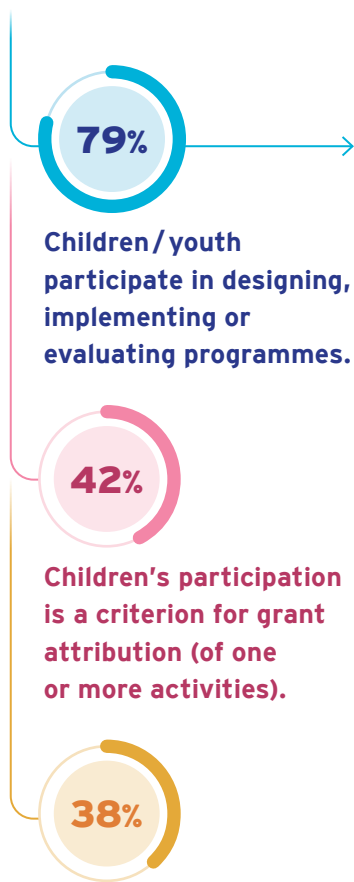 79%
Children / youth
participate in designing,
implementing or
evaluating programmes.
42%
Children’s participation
is a criterion for grant
attribution (of one
or more activities).
38%